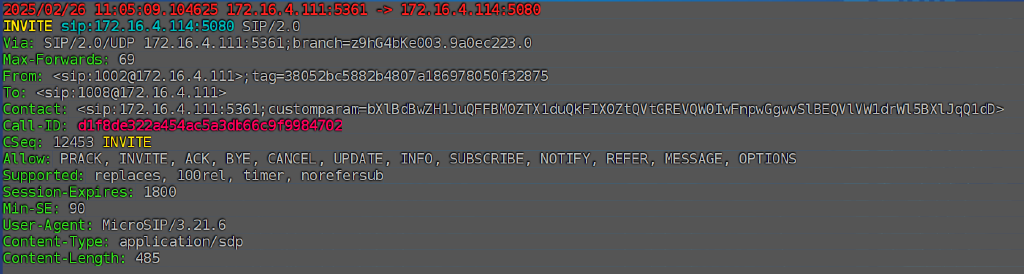 2025/02/26 11:05:09.104625 172.16.4.111:5361 -> 172.16.4.114:5080
INVITE sip:172.16.4.114:5080 SIP/2.0
Via: SIP/2.0/UDP 172.16.4.111:5361;branch=z9hG4bKe003.9a0ec223.0
Max-Forwards: 69
From: <sip:1002@172.16.4.111>;tag=38052bc5882b4807a186978050f32875
To: <sip:1008@172.16.4.111>
Contact: <sip:172.16.4.111:5361;customparam=bXlBdBwZH1JuQFFBM0ZTX1duQkFIX0ZtQVtGREVQW0IwFnpwGgwvSlBEQVlVW1drWl5BXlJqQ1cD>
Call-ID: d1f8de322a454ac5a3db66c9f9984702
CSeq: 12453 INVITE
Allow: PRACK, INVITE, ACK, BYE, CANCEL, UPDATE, INFO, SUBSCRIBE, NOTIFY, REFER, MESSAGE, OPTIONS
Supported: replaces, 100rel, timer, norefersub
Session-Expires: 1800
Min-SE: 90
User-Agent: MicroSIP/3.21.6
Content-Type: application/sdp
Content-Length: 485